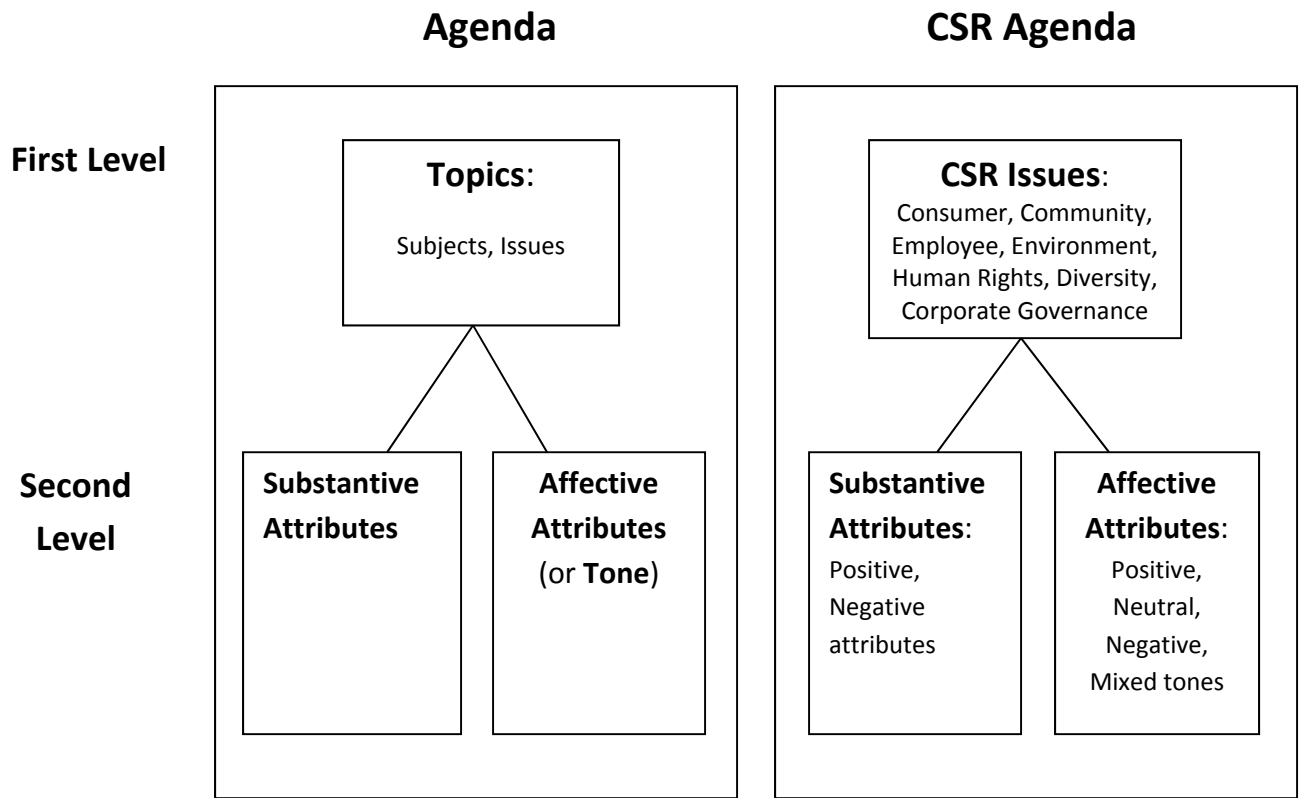 Agenda
CSR Agenda
First Level
Topics:
Subjects, Issues
CSR Issues:
Consumer, Community,
Employee, Environment,
Human Rights, Diversity,
Corporate Governance
Second
Level
Substantive
Attributes
Affective
Attributes
(or Tone)
Substantive
Attributes:
Positive,
Negative
attributes
Affective
Attributes:
Positive,
Neutral,
Negative,
Mixed tones